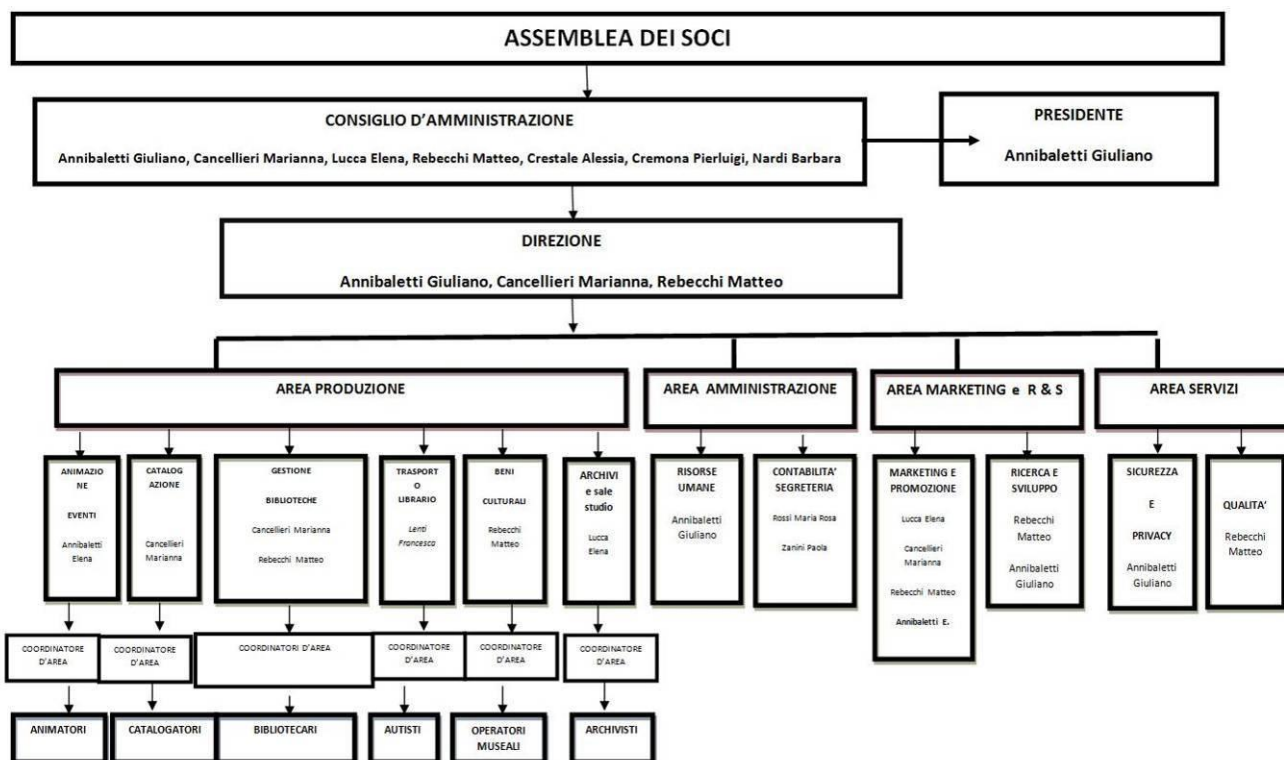 ASSEMBLEA DEI SOCI
CONSIGLIO D'AMMINISTRAZIONE
Annibaletti Giuliano, Cancellieri Marianna, Lucca Elena, Rebecchi Matteo, Crestale Alessia, Cremona Pierluigi, Nardi Barbara
PRESIDENTE
Annibaletti Giuliano
DIREZIONE
Annibaletti Giuliano, Cancellieri Marianna, Rebecchi Matteo
AREA PRODUZIONE
AREA AMMINISTRAZIONE
AREA MARKETING e R & S
AREA SERVIZI
ANIMAZIO
NE
EVENTI
Annibaletti
Elena
CATALOG
AZIONE
Cancellieri
Marianna
GESTIONE
BIBLIOTECHE
Cancellieri Marianna
Rebecchi Matteo
TRASPORT
O
LIBRARIO
Lenti
Francesco
BENI
CULTURALI
Rebecchi
Matteo
ARCHIVI
e sale
studio
Lucca
Elena
RISORSE
UMANE
Annibaletti
Giuliano
CONTABILITA'
SEGRETERIA
Rossi Maria Rosa
Zanini Paola
MARKETING E
PROMOZIONE
Lucca Elena
Cancellieri
Marianna
Rebecchi Matteo
Annibaletti E.
RICERCA E
SVILUPPO
Rebecchi
Matteo
Annibaletti
Giuliano
SICUREZZA
E
PRIVACY
Annibaletti
Giuliano
QUALITA'
Rebecchi
Matteo
COORDINATORE
D'AREA
COORDINATORE
D'AREA
COORDINATORI D'AREA
COORDINATORE
D'AREA
COORDINATORE
D'AREA
COORDINATORE
D'AREA
ANIMATORI
CATALOGATORI
BIBLIOTECARI
AUTISTI
OPERATORI
MUSEALI
ARCHIVISTI